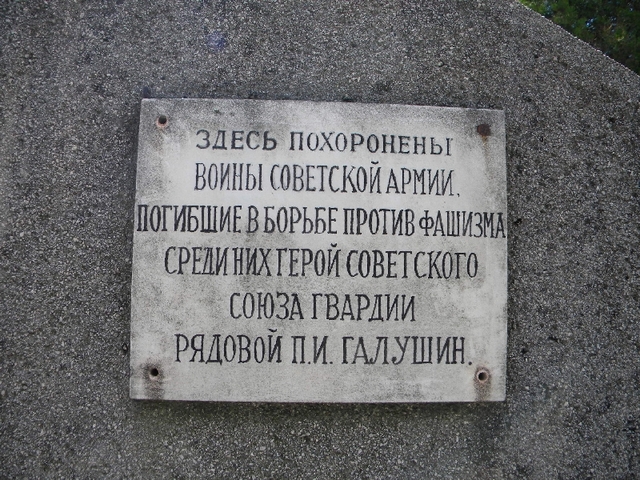 ЗДЕСЬ ПОХОРОНЕНЫ
ВОИНЫ СОВЕТСКОЙ АРМИИ,
ПОГИБШИЕ В БОРЬБЕ ПРОТИВ ФАШИЗМА
СРЕДИ НИХ ГЕРОЙ СОВЕТСКОГО
СОЮЗА ГВАРДИИ
РЯДОВОЙ П.И. ГАЛУШИН.